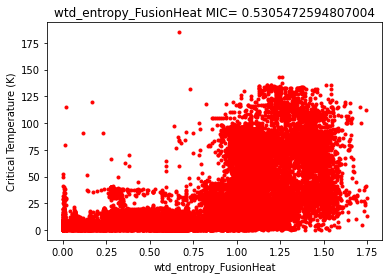 wtd_entropy_FusionHeat MIC= 0.5305472594807004
Critical Temperature (K)
175
150
125
100
75
50
25
0
0.00 0.25 0.50 0.75 1.00 1.25 1.50 1.75
wtd_entropy_FusionHeat